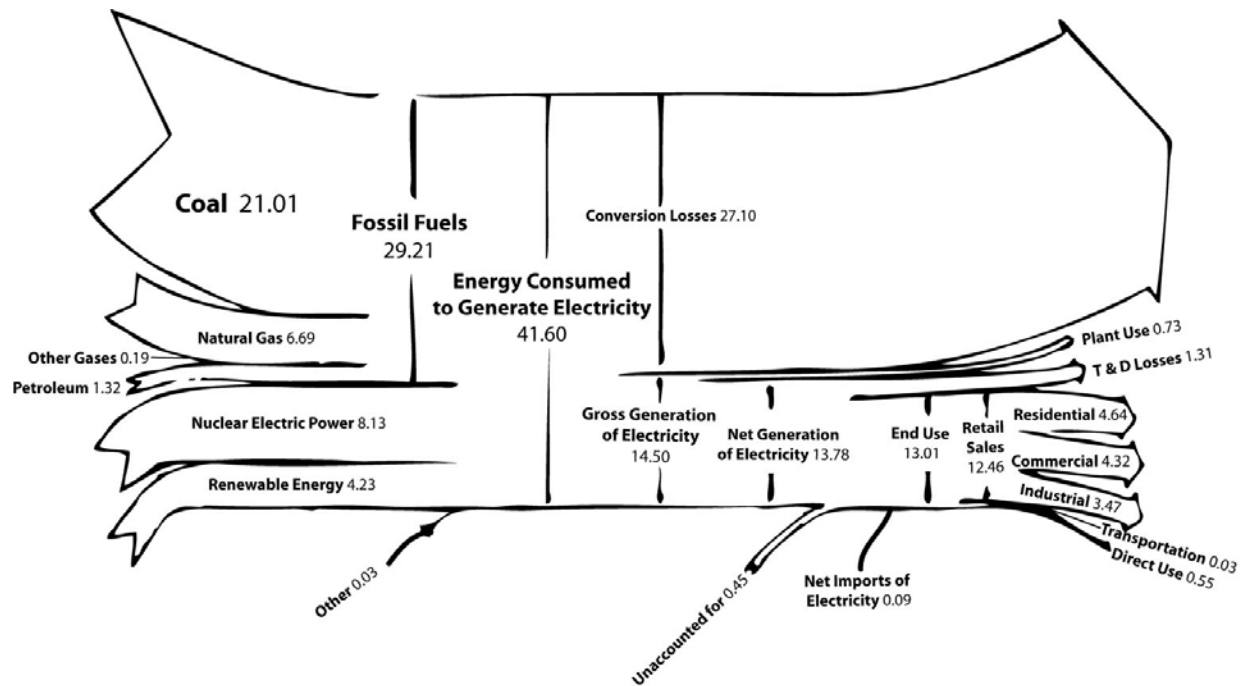 Coal 21.01
Fossil Fuels
29.21
Conversion Losses 27.10
Energy Consumed
to Generate Electricity
41.60
Natural Gas 6.69
Other Gases 0.19
Petroleum 1.32
Nuclear Electric Power 8.13
Renewable Energy 4.23
Other 0.03
Gross Generation
of Electricity
14.50
Net Generation
of Electricity 13.78
End Use
13.01
Retail
Sales
12.46
Plant Use 0.73
T & D Losses 1.31
Residential 4.64
Commercial 4.32
Industrial 3.47
Transportation 0.03
Direct Use 0.55
Unaccounted for 0.45
Net Imports of
Electricity 0.09